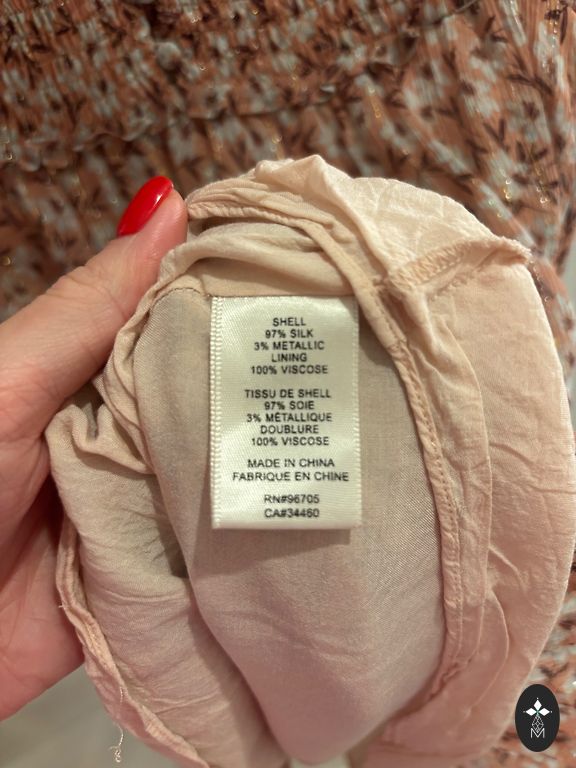 SHELL
97% SILK
3% METALLIC
LINING
100% VISCOSE
TISSU DE SHELL
97% SOIE
3% MÉTALLIQUE
DOUBLURE
100% VISCOSE
MADE IN CHINA
FABRIQUE EN CHINE
RN#96705
CA#34460
M